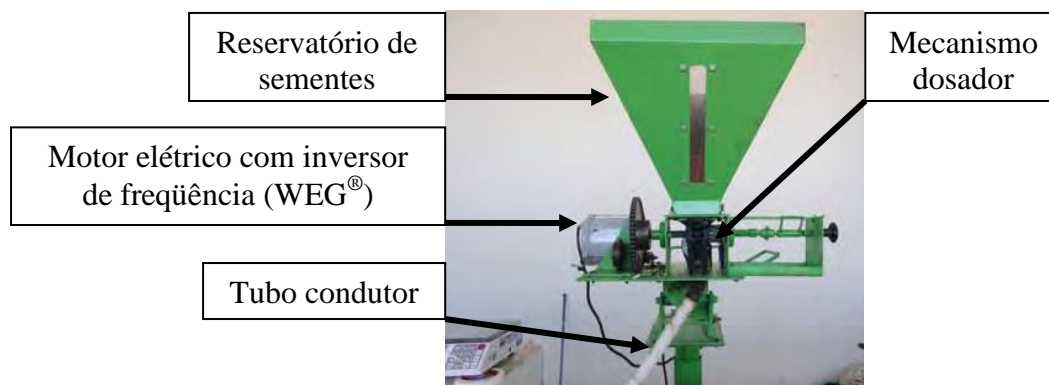 Reservatório de
sementes
Mecanismo
dosador
Motor elétrico com inversor
de freqüência (WEG®)
Tubo condutor